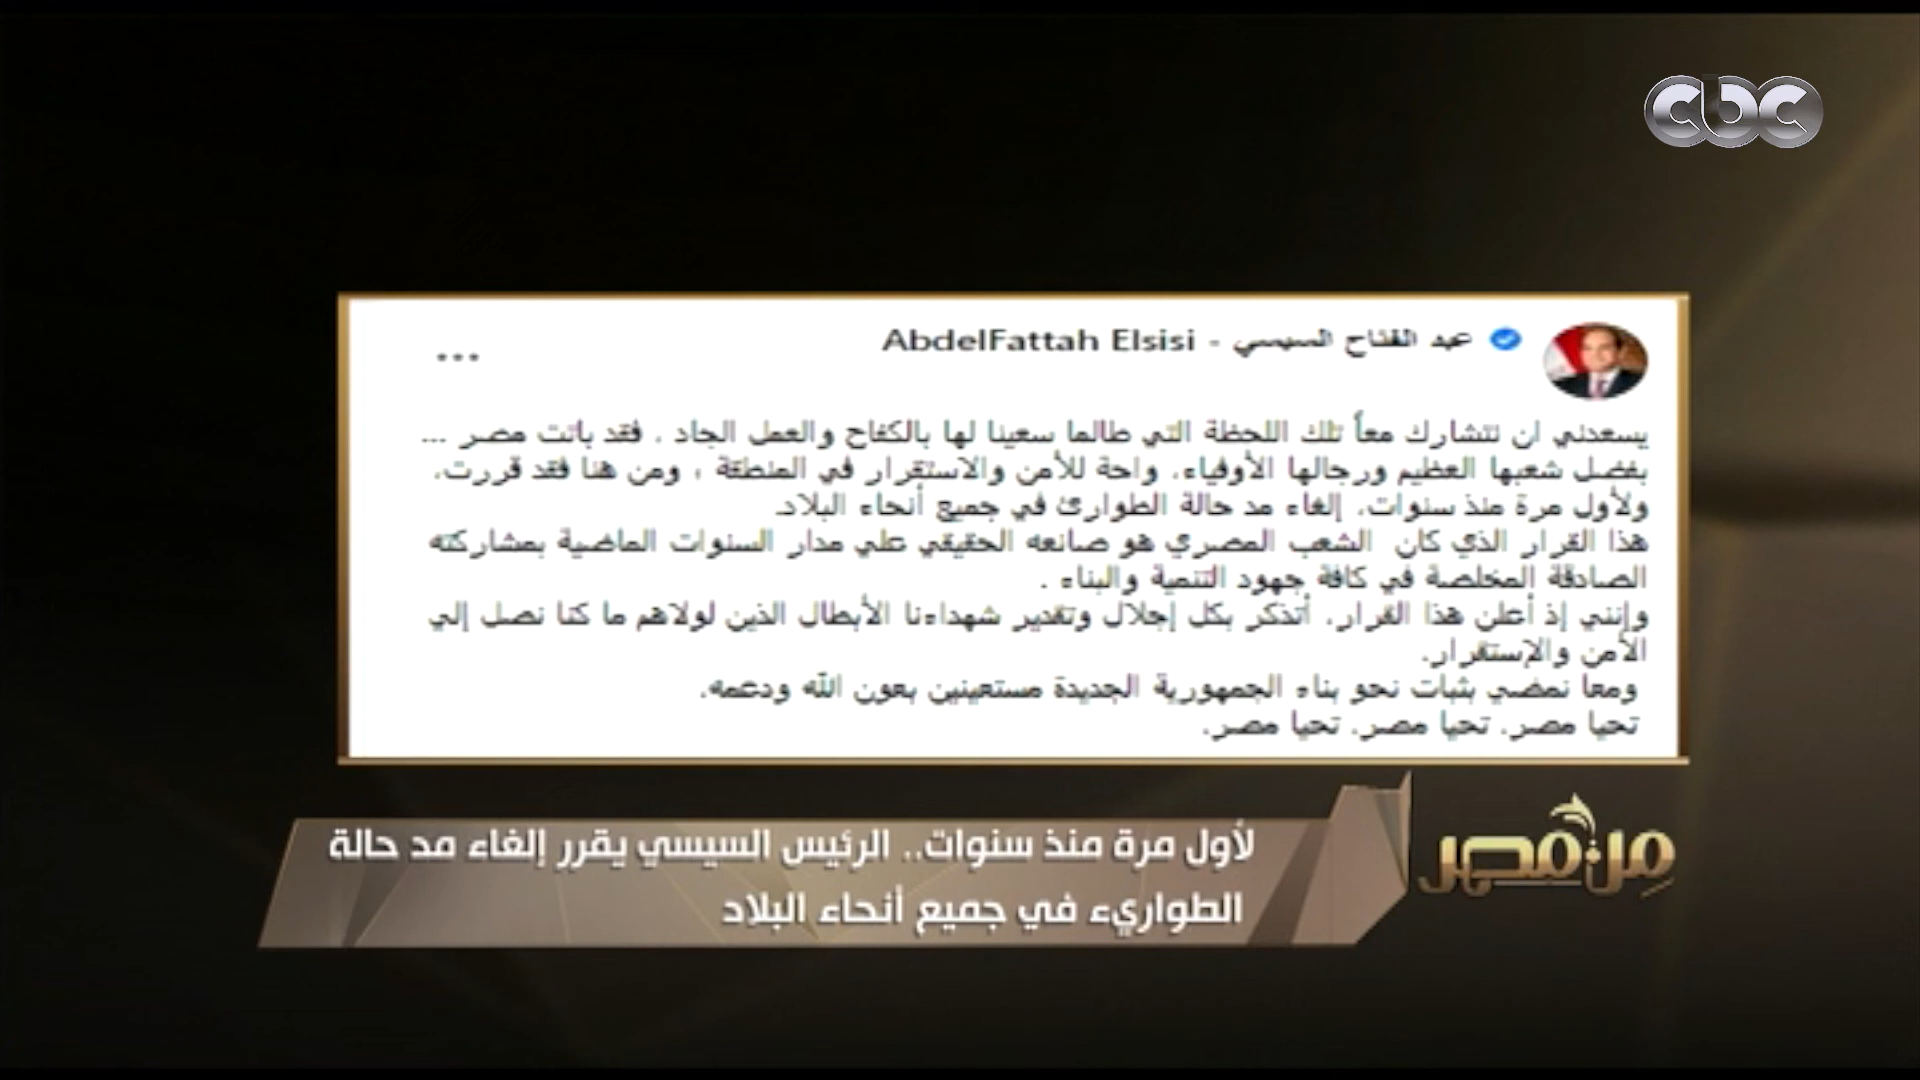 cbc
عبد الفتاح السيسي - AbdelFattah Elsisi
...
يسعدني ان نتشارك معاً تلك اللحظة التي طالما سعينا لها بالكفاح والعمل الجاد ، فقد باتت مصر ...
بفضل شعبها العظيم ورجالها الأوفياء، واحة للأمن والاستقرار في المنطقة ، ومن هنا فقد قررت،
ولأول مرة منذ سنوات، إلغاء مد حالة الطوارئ في جميع أنحاء البلاد.
هذا القرار الذي كان الشعب المصري هو صانعه الحقيقي علي مدار السنوات الماضية بمشاركته
الصادقة المخلصة في كافة جهود التنمية والبناء .
وإنني إذ أعلن هذا القرار، أتذكر بكل إجلال وتقدير شهداءنا الأبطال الذين لولاهم ما كنا نصل إلي
الأمن والإستقرار.
ومعا نمضي بثبات نحو بناء الجمهورية الجديدة مستعينين بعون الله ودعمه.
تحيا مصر. تحيا مصر. تحيا مصر.
من مصر
لأول مرة منذ سنوات.. الرئيس السيسي يقرر إلغاء مد حالة
الطواريء في جميع أنحاء البلاد